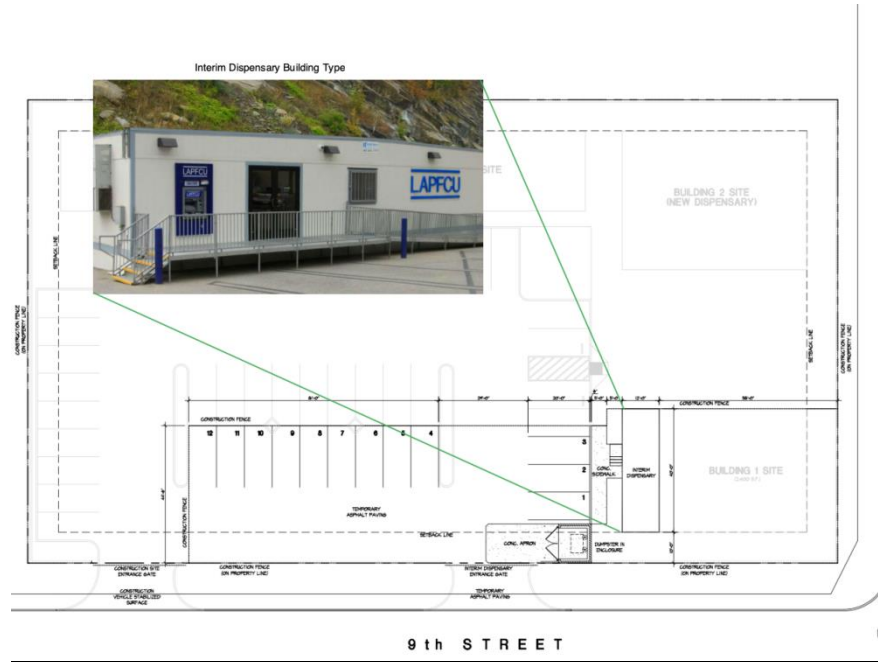 Interim Dispensary Building Type
LAPFCU
LAPFCU
SITE
BUILDING 2 SITE
(NEW DISPENSARY)
SETBACK LINE
CONSTRUCTION FENCE
(ON PROPERTY LINE)
SETBACK LINE
CONSTRUCTION FENCE
(ON PROPERTY LINE)
CONSTRUCTION FENCE
CONSTRUCTION FENCE
12 11 10 9 8 7 6 5 4
3
2
1
CONC.
SIDEWALK
INTERIM
DISPENSARY
BUILDING 1 SITE
CONSTRUCTION FENCE
TEMPORARY
ASPHALT PAVING
SETBACK LINE
CONC. APRON
DUMPSTER IN
ENCLOSURE
CONSTRUCTION SITE
ENTRANCE GATE
CONSTRUCTION FENCE
(ON PROPERTY LINE)
INTERIM DISPENSARY
ENTRANCE GATE
CONSTRUCTION FENCE
(ON PROPERTY LINE)
CONSTRUCTION
VEHICLE STABILIZED
SURFACE
TEMPORARY
ASPHALT PAVING
9th STREET